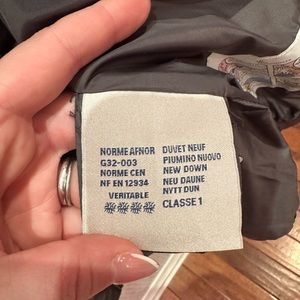 NORME AFNOR
G32-003
NORME CEN
NF EN 12934
VERITABLE
DUVET NEUF
PIUMINO NUOVO
NEW DOWN
NEU DAUNE
NYTT DUN
CLASSE 1